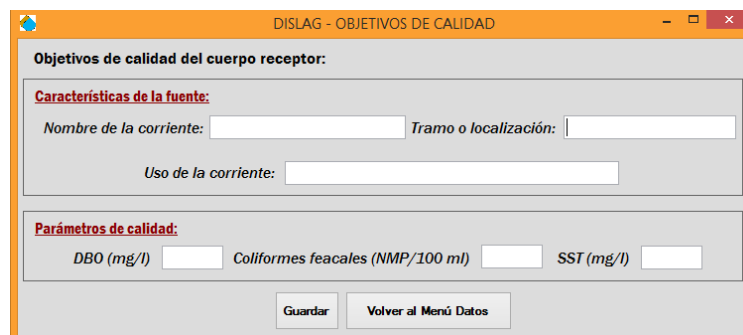 DISLAG - OBJETIVOS DE CALIDAD
Objetivos de calidad del cuerpo receptor:
Características de la fuente:
Nombre de la corriente: Tramo o localización:
Uso de la corriente:
Parámetros de calidad:
DBO (mg/l) Coliformes feacales (NMP/100 ml) SST (mg/l)
Guardar Volver al Menú Datos